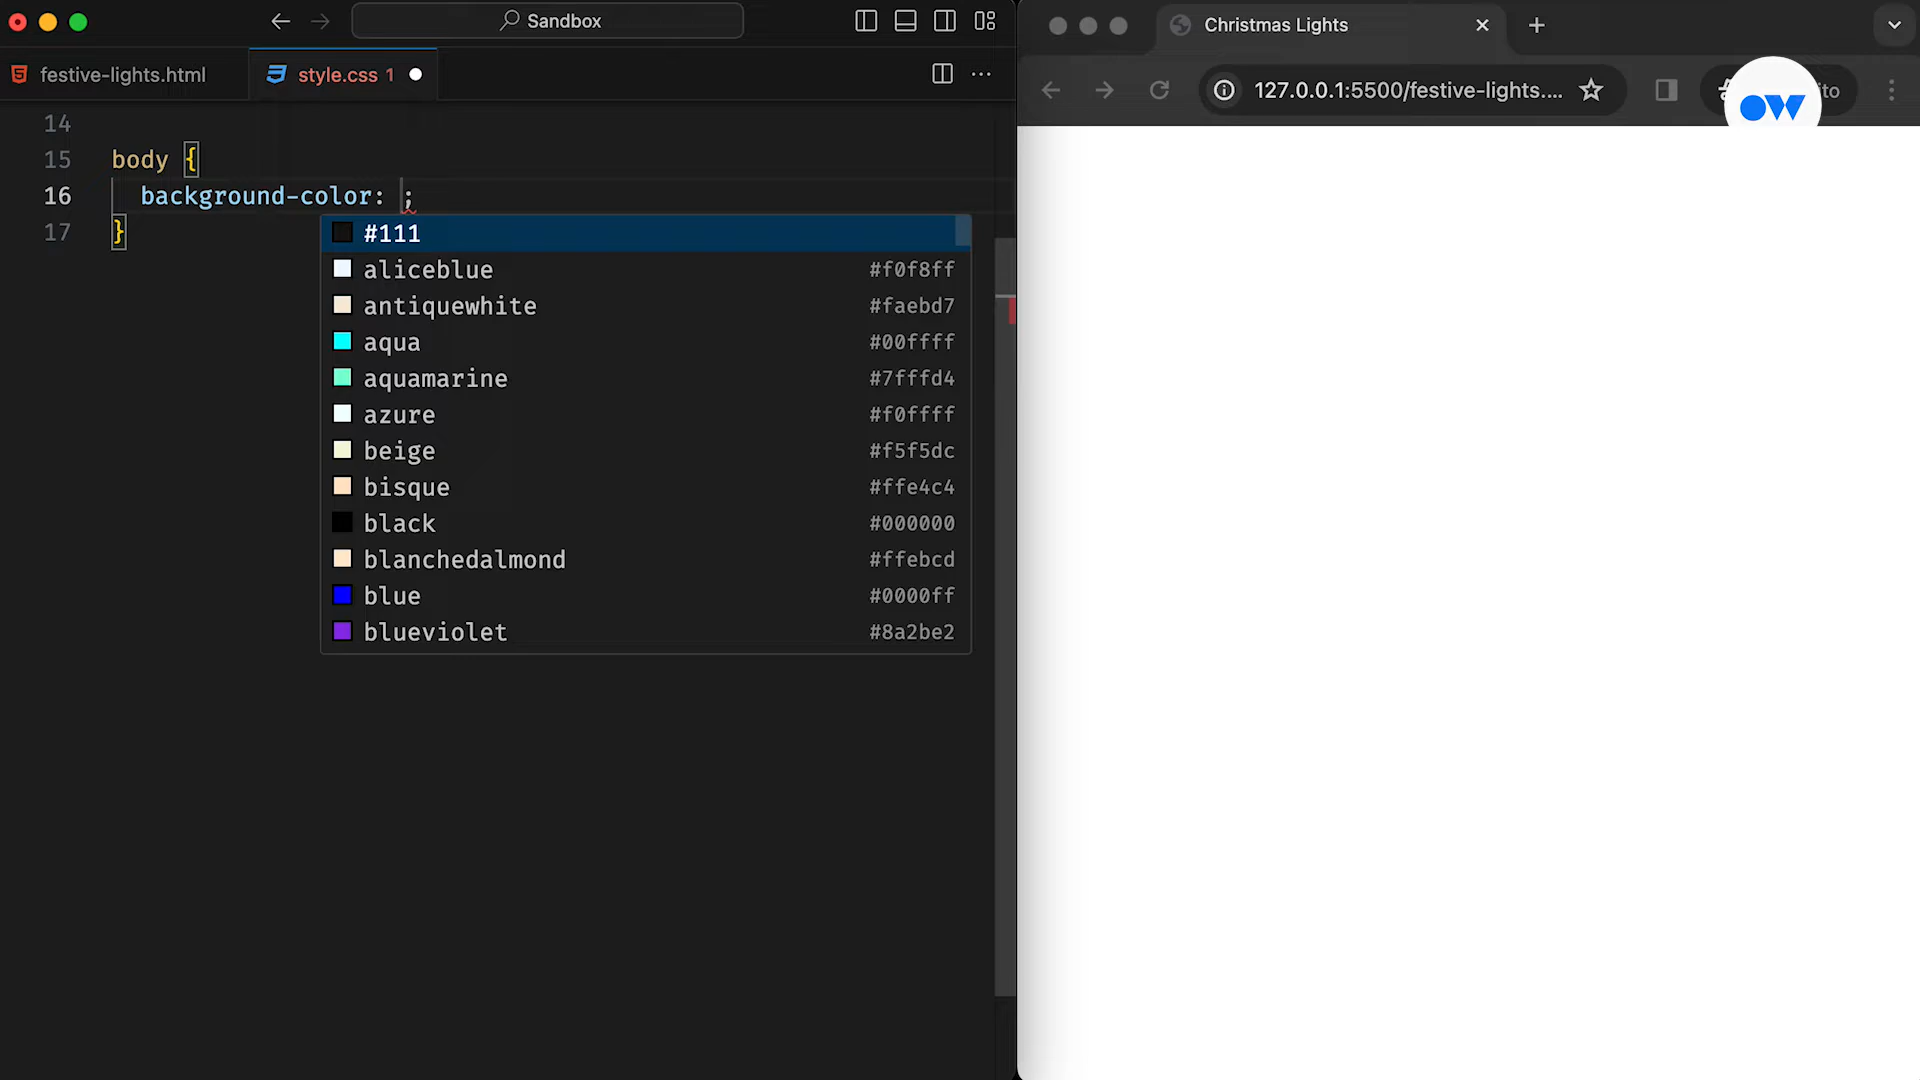 Sandbox
festive-lights.html
style.css 1
14
15 body {
16 background-color: ;
17 }
#111
aliceblue #f0f8ff
antiquewhite #faebd7
aqua #00ffff
aquamarine #7fffd4
azure #f0ffff
beige #f5f5dc
bisque #ffe4c4
black #000000
blanchedalmond #ffebcd
blue #0000ff
blueviolet #8a2be2
Christmas Lights
127.0.0.1:5500/festive-lights....
ito
OW